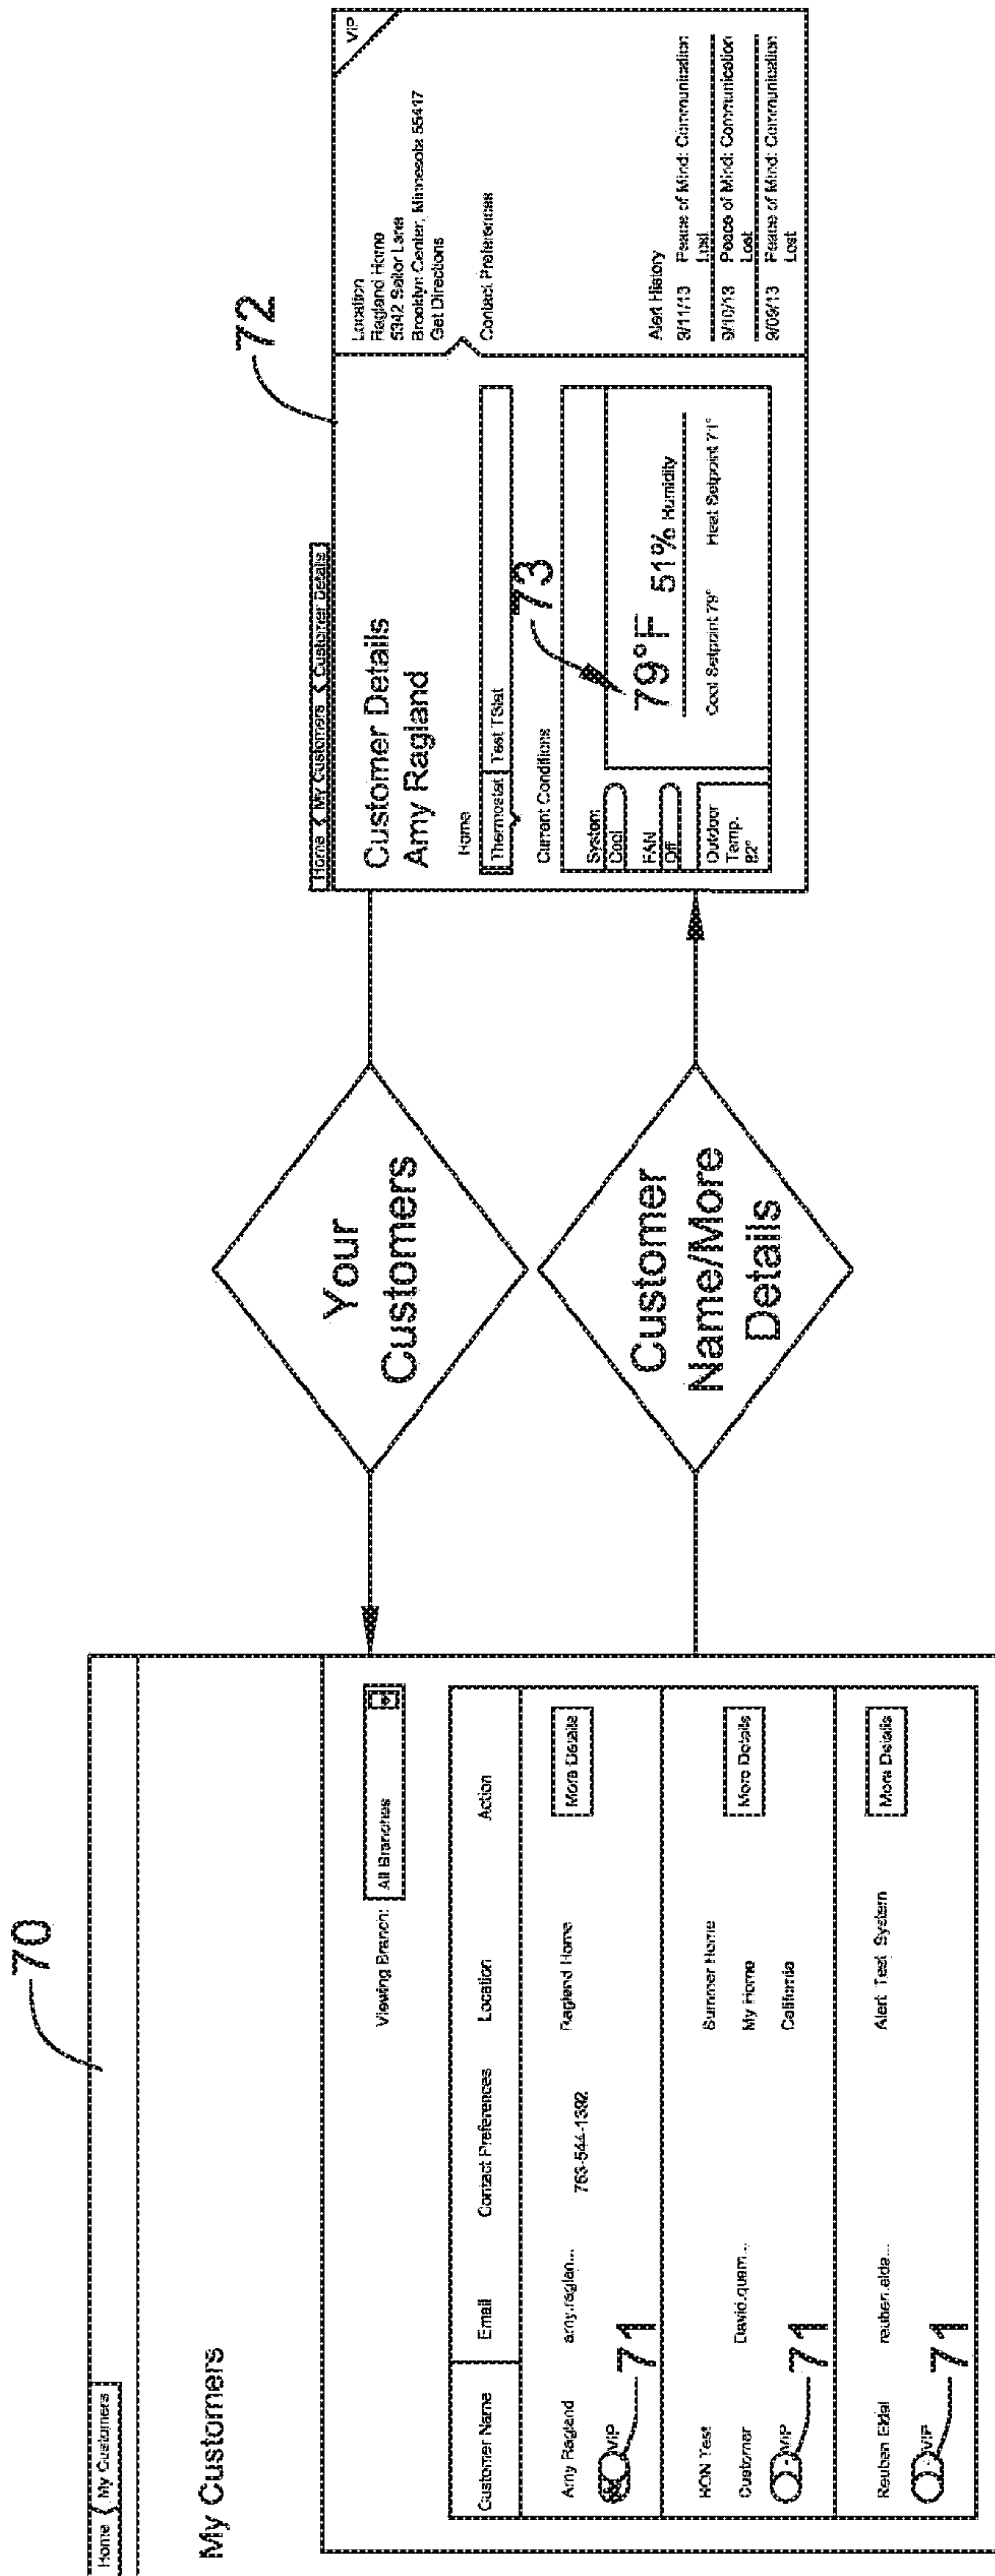 70
Home My Customers
My Customers
Viewing Branch: All Branches
Customer Name Email Contact Preferences Location Action
Amy Ragland amy.raglan... 763-544-1392 Ragland Home More Details
VIP 71
HON Test Customer David.quam... Summer Home More Details
My Home
California
VIP 71
Reuben Eldal reuben.elda... Alert Test System More Details
VIP 71
Your
Customers
Customer
Name/More
Details
72
Home My Customers Customer Details
VIP
Customer Details
Amy Ragland
Home
Thermostat Test TStat
73
Current Conditions
System
Cool
FAN
Off
Outdoor
Temp.
82°
79°F 51% Humidity
Cool Setpoint 79° Heat Setpoint 71°
Location
Ragland Home
5342 Sailor Lane
Brooklyn Center, Minnesota 55417
Get Directions
Contact Preferences
Alert History
9/11/13 Peace of Mind: Communication
Lost
9/10/13 Peace of Mind: Communication
Lost
9/09/13 Peace of Mind: Communication
Lost